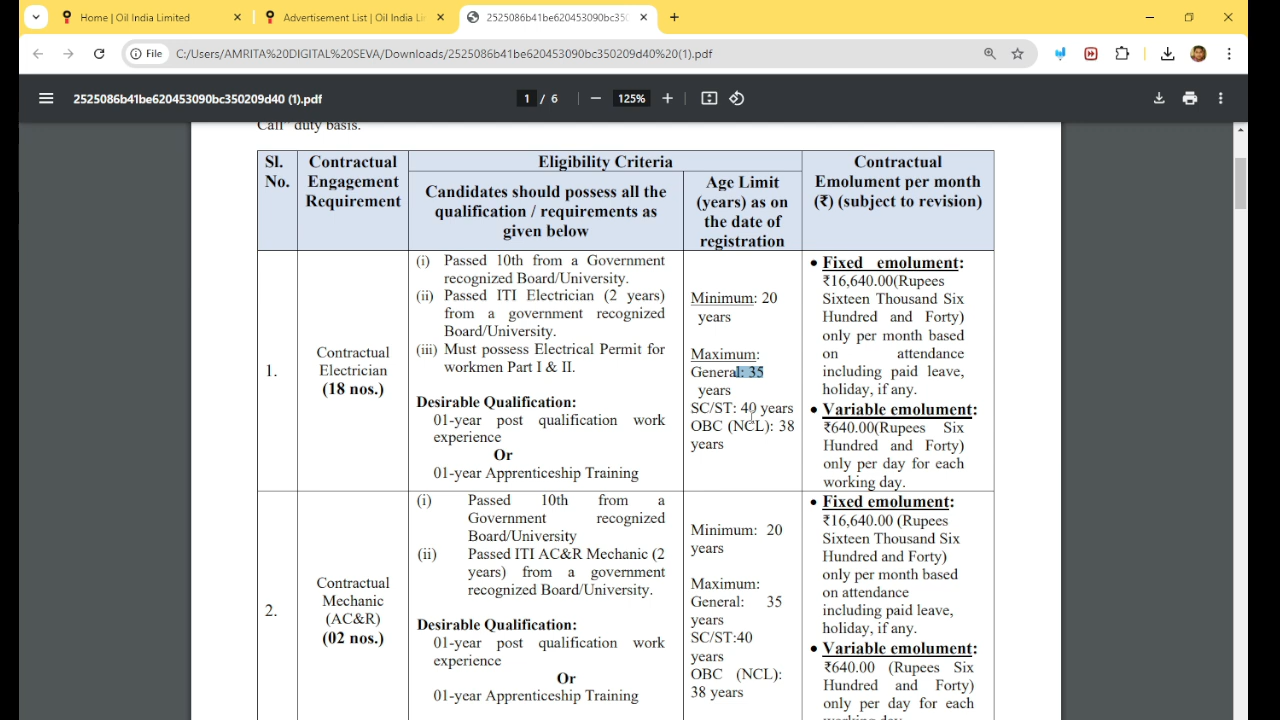 Home | Oil India Limited
Advertisement List | Oil India Li
2525086b41be620453090bc350
File
C:/Users/AMRITA%20DIGITAL%20SEVA/Downloads/2525086b41be620453090bc350209d40%20(1).pdf
2525086b41be620453090bc350209d40 (1).pdf
1 / 6
125%
Call" duty basis.
Sl. No.
Contractual Engagement Requirement
Eligibility Criteria
Candidates should possess all the
qualification / requirements as
given below
Age Limit
(years) as on
the date of
registration
Contractual
Emolument per month
(₹) (subject to revision)
1.
Contractual
Electrician
(18 nos.)
(i) Passed 10th from a Government
recognized Board/University.
(ii) Passed ITI Electrician (2 years)
from a government recognized
Board/University.
(iii) Must possess Electrical Permit for
workmen Part I & II.
Desirable Qualification:
01-year post qualification work
experience
Or
01-year Apprenticeship Training
Minimum: 20
years
Maximum:
General: 35
years
SC/ST: 40 years
OBC (NCL): 38
years
• Fixed emolument:
₹16,640.00(Rupees
Sixteen Thousand Six
Hundred and Forty)
only per month based
on attendance
including paid leave,
holiday, if any.
• Variable emolument:
₹640.00(Rupees Six
Hundred and Forty)
only per day for each
working day.
2.
Contractual
Mechanic
(AC&R)
(02 nos.)
(i) Passed 10th from a
Government recognized
Board/University
(ii) Passed ITI AC&R Mechanic (2
years) from a government
recognized Board/University.
Desirable Qualification:
01-year post qualification work
experience
Or
01-year Apprenticeship Training
Minimum: 20
years
Maximum:
General: 35
years
SC/ST:40
years
OBC (NCL):
38 years
• Fixed emolument:
₹16,640.00 (Rupees
Sixteen Thousand Six
Hundred and Forty)
only per month based
on attendance
including paid leave,
holiday, if any.
• Variable emolument:
₹640.00 (Rupees Six
Hundred and Forty)
only per day for each